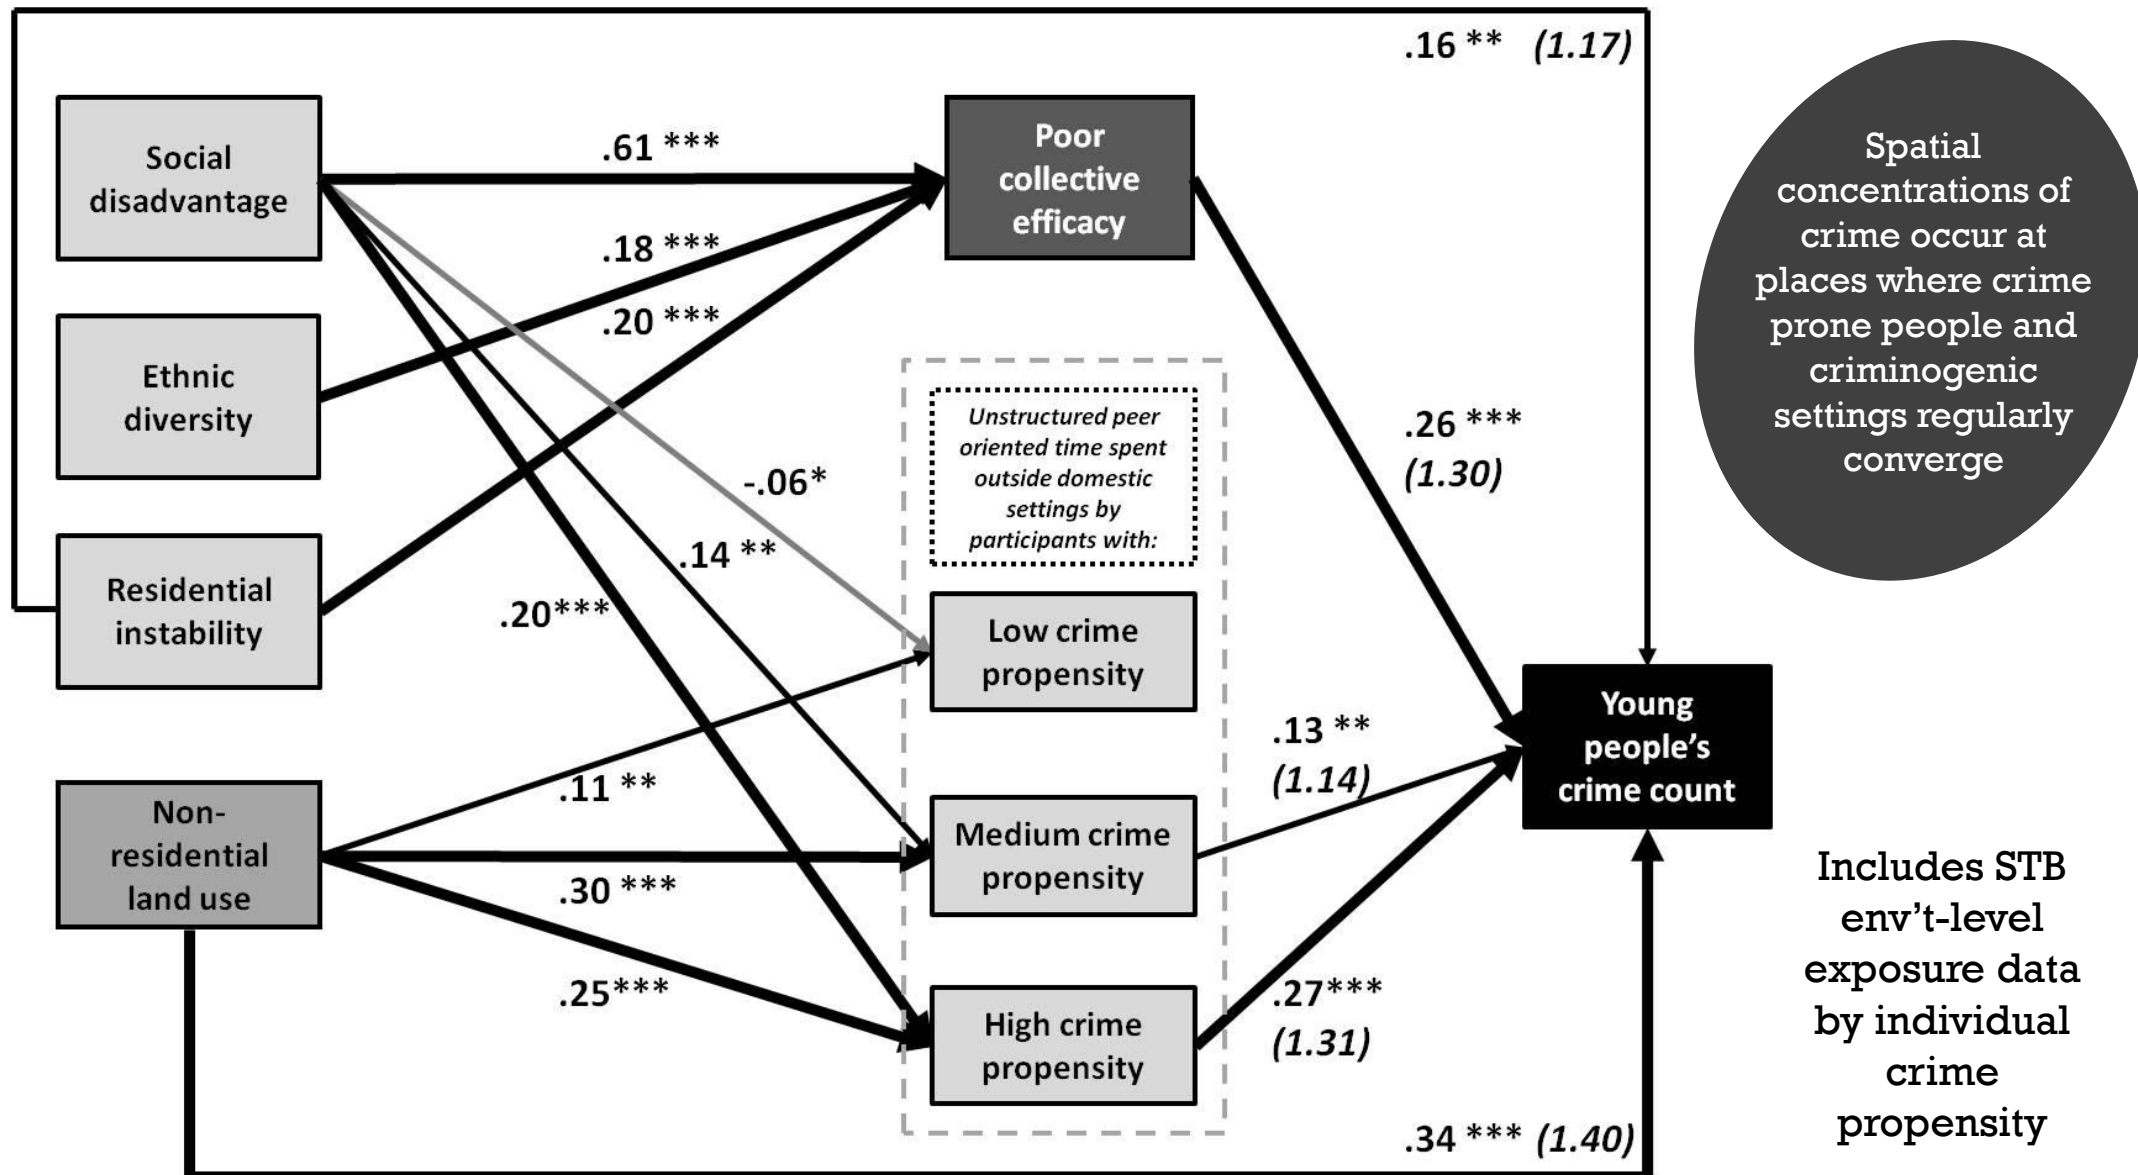 .16 ** (1.17)
Social
disadvantage
.61 ***
Poor
collective
efficacy
.18 ***
.20 ***
Ethnic
diversity
Unstructured peer
oriented time spent
outside domestic
settings by
participants with:
-.06*
.14 **
.20***
.26 ***
(1.30)
Residential
instability
Low crime
propensity
Non-
residential
land use
.11 **
.30 ***
.25***
Medium crime
propensity
High crime
propensity
.13 **
(1.14)
.27***
(1.31)
Young
people’s
crime count
.34 *** (1.40)
Spatial
concentrations of
crime occur at
places where crime
prone people and
criminogenic
settings regularly
converge
Includes STB
env’t-level
exposure data
by individual
crime
propensity